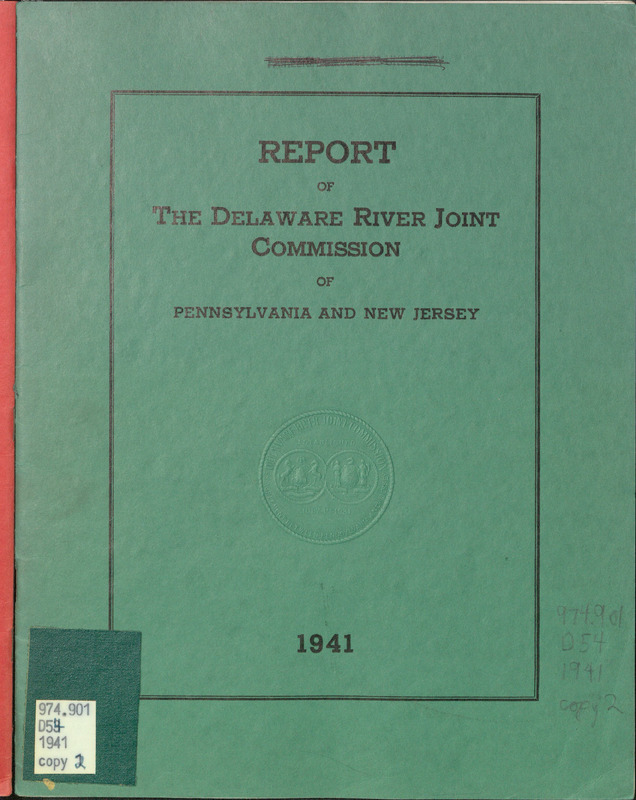 REPORT
OF
THE DELAWARE RIVER JOINT
COMMISSION
OF
PENNSYLVANIA AND NEW JERSEY
1941
974.901
D54
1941
copy 2
974.901
D54
1941
copy 2